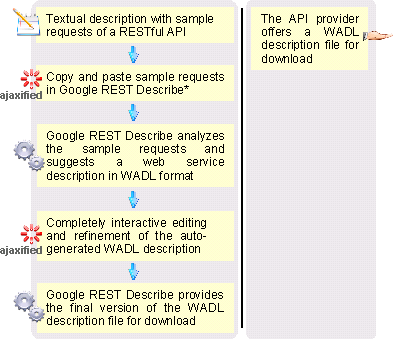 Textual description with sample
requests of a RESTful API
ajaxified
Copy and paste sample requests
in Google REST Describe*
Google REST Describe analyzes
the sample requests and
suggests a web service
description in WADL format
ajaxified
Completely interactive editing
and refinement of the auto-
generated WADL description
Google REST Describe provides
the final version of the WADL
description file for download
The API provider
offers a WADL
description file for
download